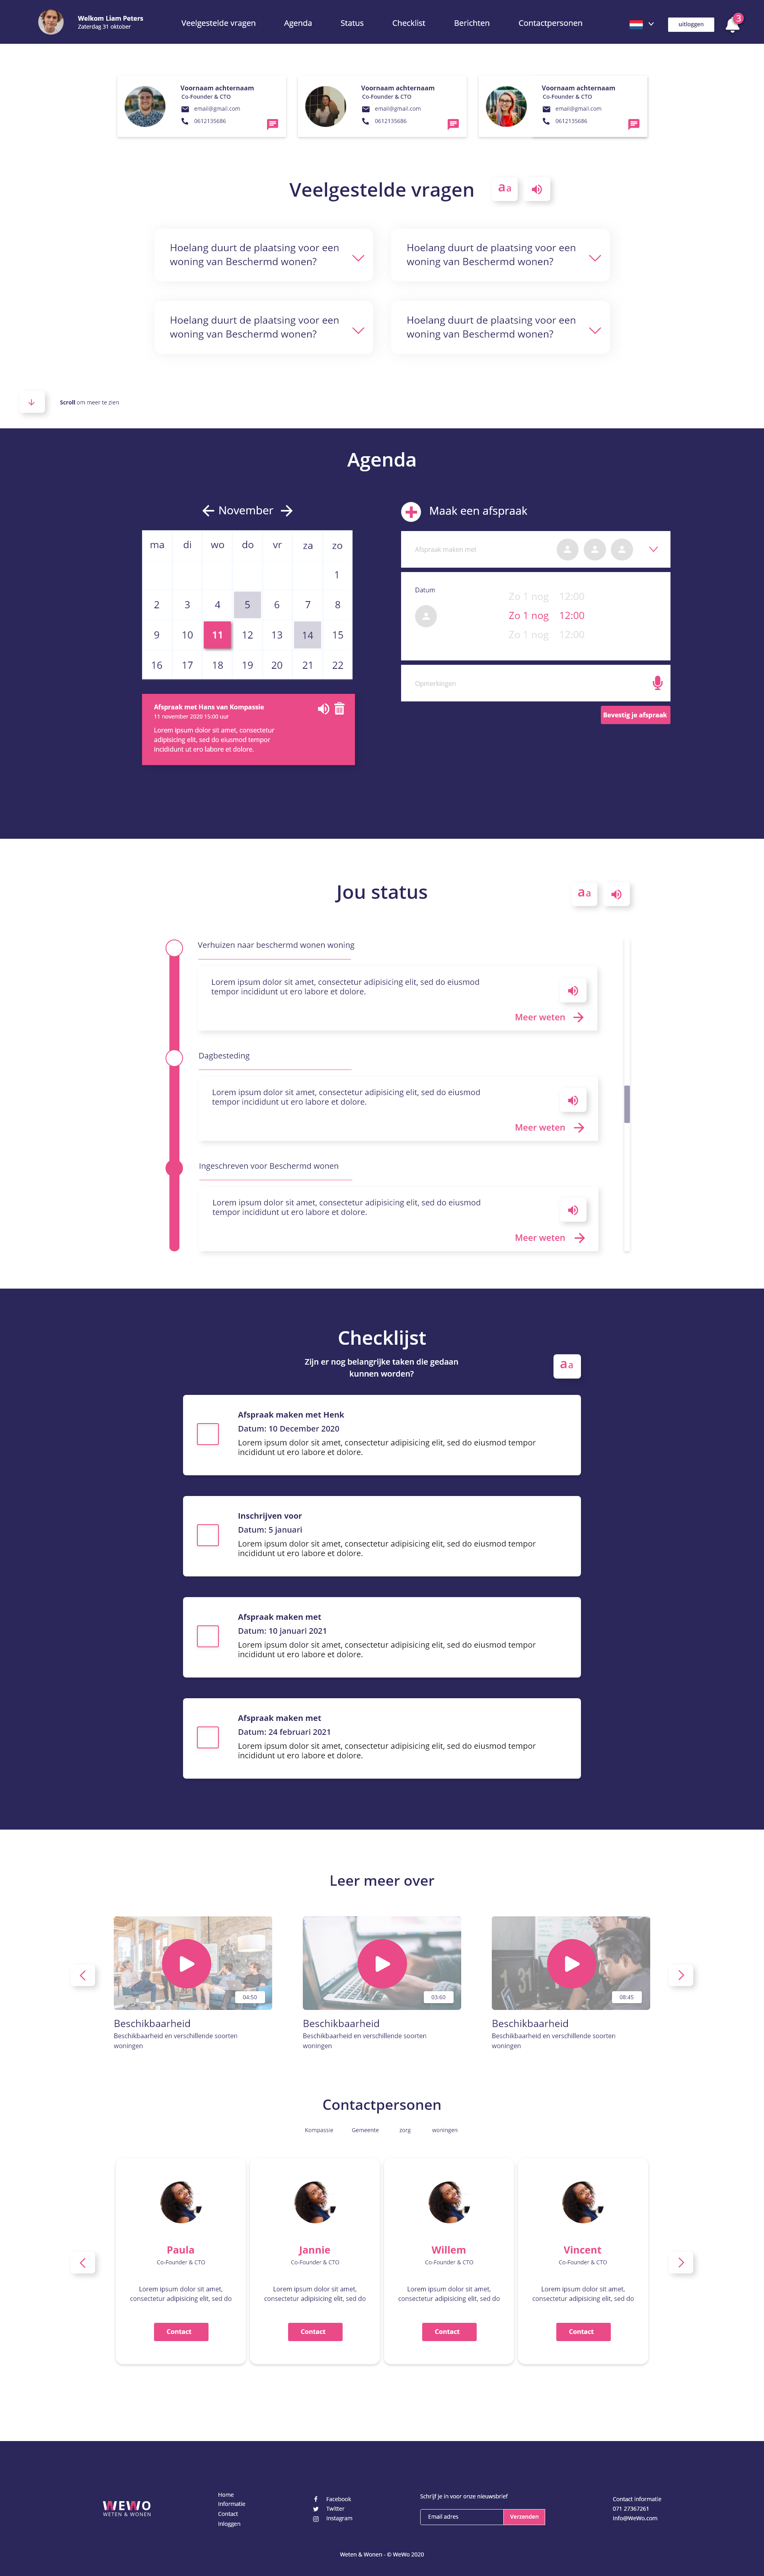 Welkom Liam Peters
Zaterdag 31 oktober
Veelgestelde vragen
Agenda
Status
Checklist
Berichten
Contactpersonen
uitloggen
3
Voornaam achternaam
Co-Founder & CTO
email@gmail.com
0612135686
Voornaam achternaam
Co-Founder & CTO
email@gmail.com
0612135686
Voornaam achternaam
Co-Founder & CTO
email@gmail.com
0612135686
Veelgestelde vragen
aa
Hoelang duurt de plaatsing voor een
woning van Beschermd wonen?
Hoelang duurt de plaatsing voor een
woning van Beschermd wonen?
Hoelang duurt de plaatsing voor een
woning van Beschermd wonen?
Hoelang duurt de plaatsing voor een
woning van Beschermd wonen?
Scroll om meer te zien
Agenda
November
ma di wo do vr za zo
1
2 3 4 5 6 7 8
9 10 11 12 13 14 15
16 17 18 19 20 21 22
Afspraak met Hans van Kompassie
11 november 2020 15:00 uur
Lorem ipsum dolor sit amet, consectetur
adipisicing elit, sed do eiusmod tempor
incididunt ut ero labore et dolore.
Maak een afspraak
Afspraak maken met
Datum
Zo 1 nog 12:00
Zo 1 nog 12:00
Zo 1 nog 12:00
Opmerkingen
Bevestig je afspraak
Jou status
aa
Verhuizen naar beschermd wonen woning
Lorem ipsum dolor sit amet, consectetur adipisicing elit, sed do eiusmod
tempor incididunt ut ero labore et dolore.
Meer weten
Dagbesteding
Lorem ipsum dolor sit amet, consectetur adipisicing elit, sed do eiusmod
tempor incididunt ut ero labore et dolore.
Meer weten
Ingeschreven voor Beschermd wonen
Lorem ipsum dolor sit amet, consectetur adipisicing elit, sed do eiusmod
tempor incididunt ut ero labore et dolore.
Meer weten
Checklijst
Zijn er nog belangrijke taken die gedaan
kunnen worden?
aa
Afspraak maken met Henk
Datum: 10 December 2020
Lorem ipsum dolor sit amet, consectetur adipisicing elit, sed do eiusmod tempor
incididunt ut ero labore et dolore.
Inschrijven voor
Datum: 5 januari
Lorem ipsum dolor sit amet, consectetur adipisicing elit, sed do eiusmod tempor
incididunt ut ero labore et dolore.
Afspraak maken met
Datum: 10 januari 2021
Lorem ipsum dolor sit amet, consectetur adipisicing elit, sed do eiusmod tempor
incididunt ut ero labore et dolore.
Afspraak maken met
Datum: 24 februari 2021
Lorem ipsum dolor sit amet, consectetur adipisicing elit, sed do eiusmod tempor
incididunt ut ero labore et dolore.
Leer meer over
04:50
03:60
08:45
Beschikbaarheid
Beschikbaarheid en verschillende soorten
woningen
Beschikbaarheid
Beschikbaarheid en verschillende soorten
woningen
Beschikbaarheid
Beschikbaarheid en verschillende soorten
woningen
Contactpersonen
Kompassie
Gemeente
zorg
woningen
Paula
Co-Founder & CTO
Lorem ipsum dolor sit amet,
consectetur adipisicing elit, sed do
Contact
Jannie
Co-Founder & CTO
Lorem ipsum dolor sit amet,
consectetur adipisicing elit, sed do
Contact
Willem
Co-Founder & CTO
Lorem ipsum dolor sit amet,
consectetur adipisicing elit, sed do
Contact
Vincent
Co-Founder & CTO
Lorem ipsum dolor sit amet,
consectetur adipisicing elit, sed do
Contact
WEWO
WETEN & WONEN
Home
Informatie
Contact
Inloggen
Facebook
Twitter
Instagram
Schrijf je in voor onze nieuwsbrief
Email adres
Verzenden
Contact informatie
071 27367261
Info@WeWo.com
Weten & Wonen - © WeWo 2020